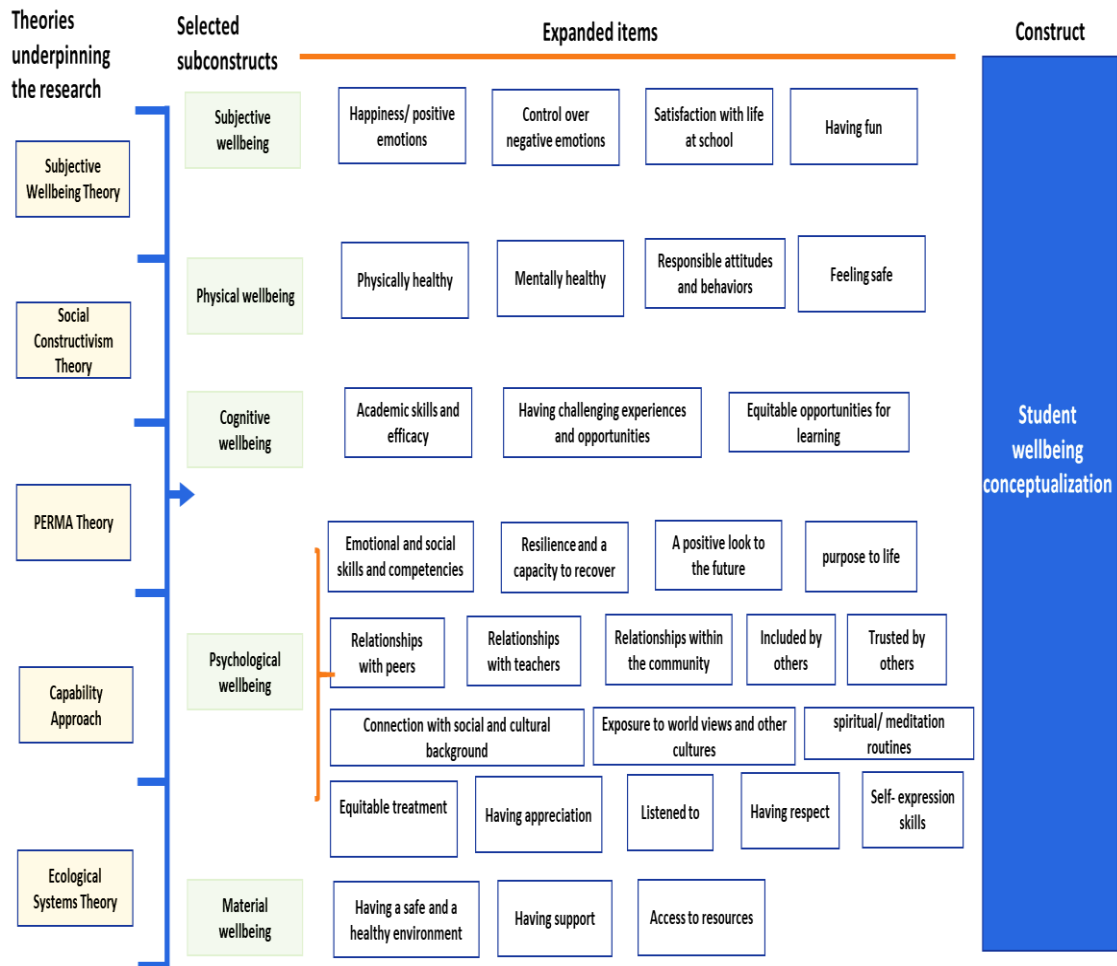 Theories
underpinning
the research
Selected
subconstructs
Expanded items
Construct
Subjective
Wellbeing Theory
Social
Constructivism
Theory
PERMA Theory
Capability
Approach
Ecological
Systems Theory
Subjective
wellbeing
Happiness/ positive
emotions
Control over
negative emotions
Satisfaction with life
at school
Having fun
Physical wellbeing
Physically healthy
Mentally healthy
Responsible attitudes
and behaviors
Feeling safe
Cognitive
wellbeing
Academic skills and
efficacy
Having challenging experiences
and opportunities
Equitable opportunities for
learning
Psychological
wellbeing
Emotional and social
skills and competencies
Resilience and a
capacity to recover
A positive look to
the future
purpose to life
Relationships
with peers
Relationships
with teachers
Relationships within
the community
Included by
others
Trusted by
others
Connection with social and cultural
background
Exposure to world views and other
cultures
spiritual/ meditation
routines
Equitable treatment
Having appreciation
Listened to
Having respect
Self- expression
skills
Material
wellbeing
Having a safe and a
healthy environment
Having support
Access to resources
Student
wellbeing
conceptualization